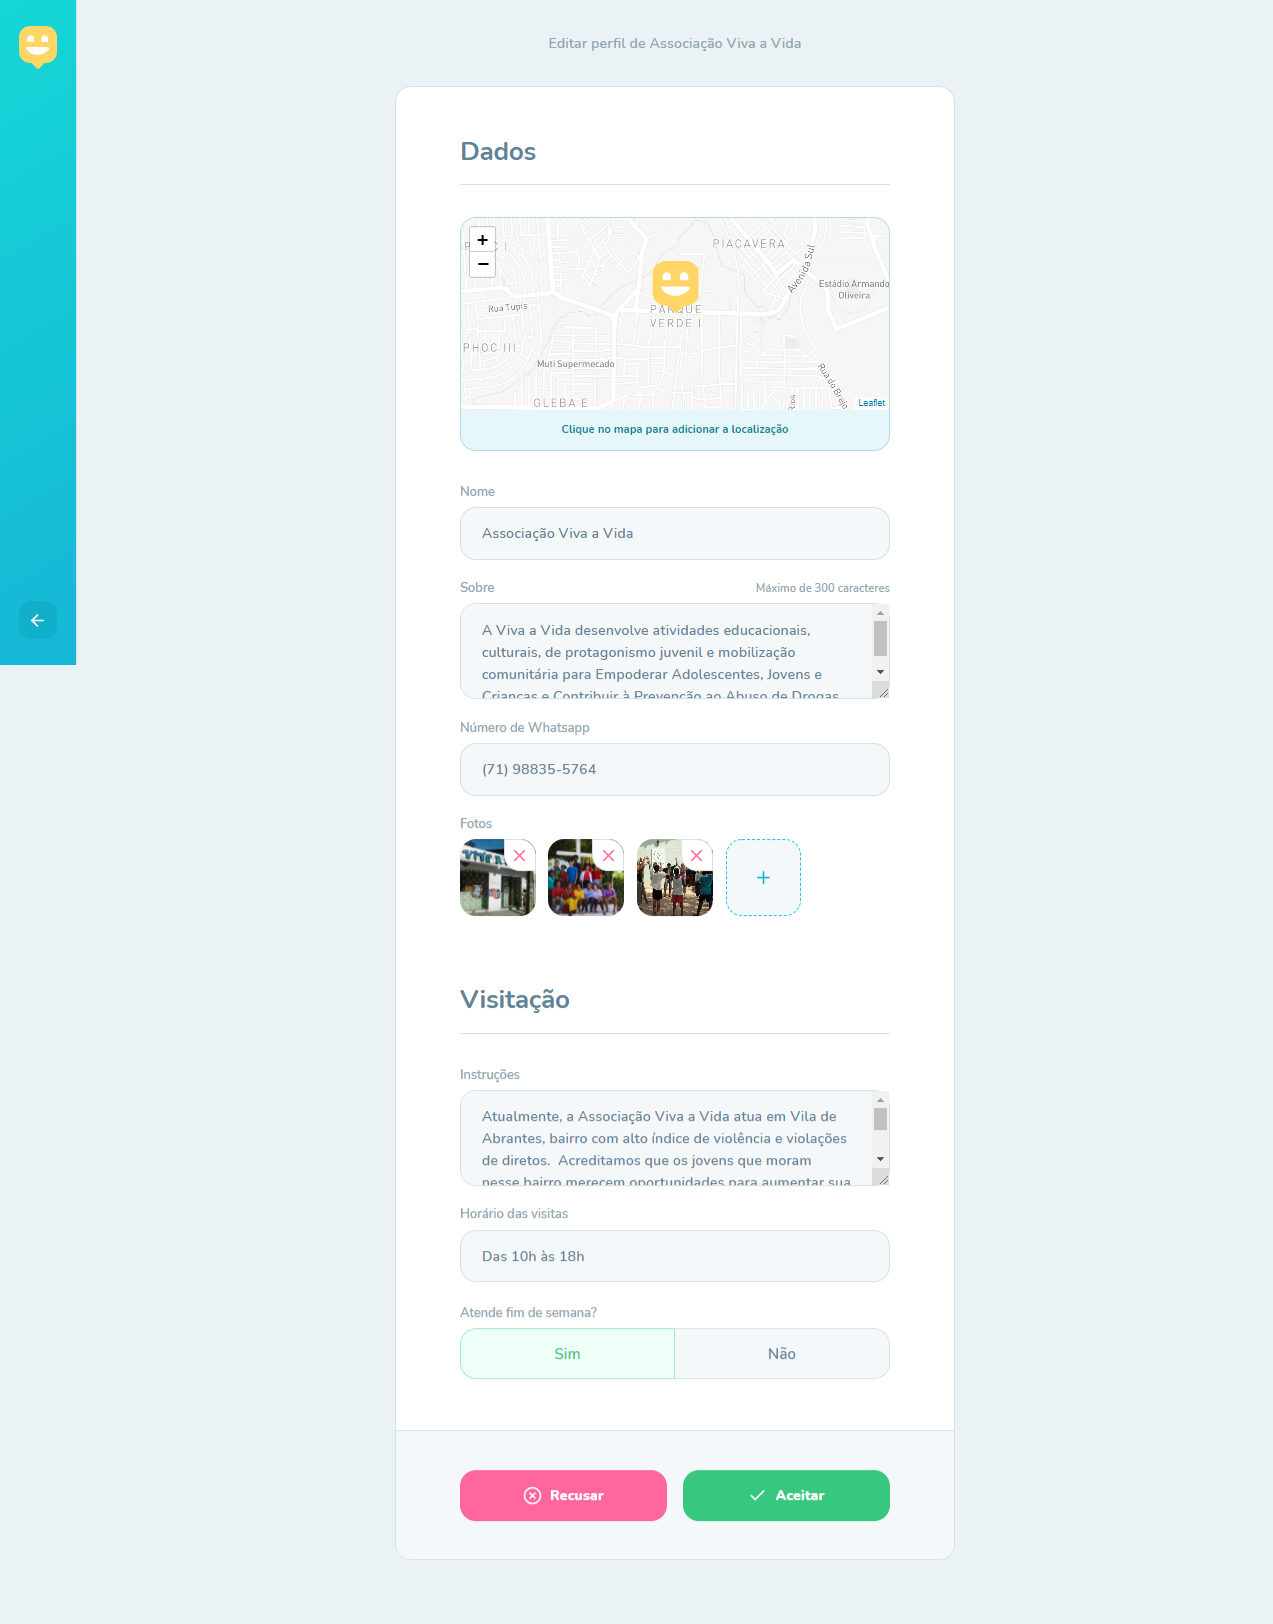 Editar perfil de Associação Viva a Vida
Dados
+
−
PIAÇAVERA
Avenida Sul
Estádio Armando
Oliveira
Rua Tupis
PARQUE
VERDE I
PHOC III
Muti Supermecado
Rua do Brejo
GLEBA E
Rios
Leaflet
Clique no mapa para adicionar a localização
Nome
Associação Viva a Vida
Sobre
Máximo de 300 caracteres
A Viva a Vida desenvolve atividades educacionais,
culturais, de protagonismo juvenil e mobilização
comunitária para Empoderar Adolescentes, Jovens e
Crianças e Contribuir à Prevenção ao Abuso de Drogas
Número de Whatsapp
(71) 98835-5764
Fotos
+
Visitação
Instruções
Atualmente, a Associação Viva a Vida atua em Vila de
Abrantes, bairro com alto índice de violência e violações
de diretos.  Acreditamos que os jovens que moram
nesse bairro merecem oportunidades para aumentar sua
Horário das visitas
Das 10h às 18h
Atende fim de semana?
Sim
Não
Recusar
Aceitar